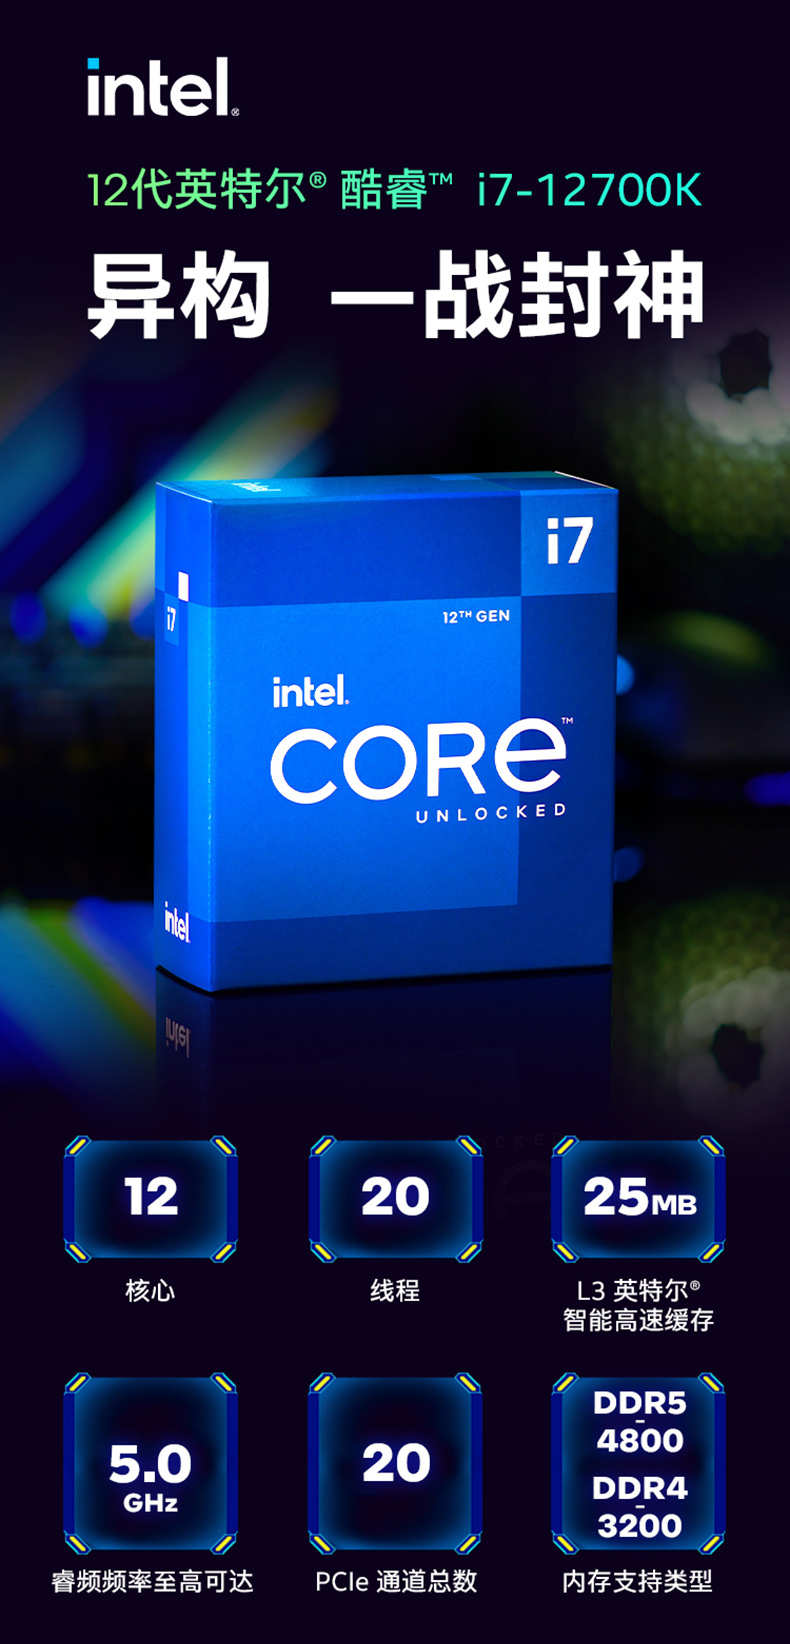 intel®
12代英特尔® 酷睿™ i7-12700K
异构 一战封神
intel
i7
i7
12TH GEN
intel.
CORe™
UNLOCKED
intel
intel
12
核心
20
线程
25MB
L3 英特尔®
智能高速缓存
5.0
GHz
睿频频率至高可达
20
PCIe 通道总数
DDR5
-
4800
DDR4
-
3200
内存支持类型